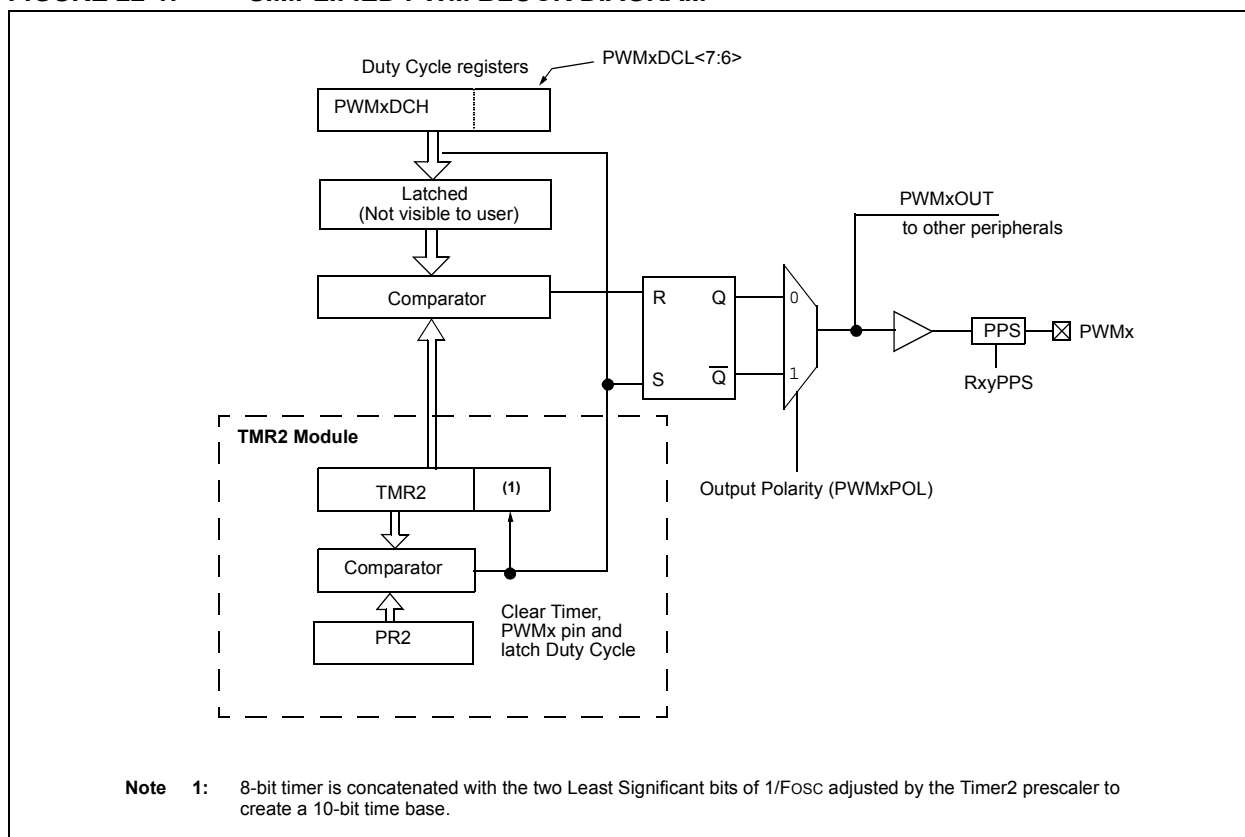 Duty Cycle registers
PWMxDCL<7:6>
PWMxDCH
Latched
(Not visible to user)
Comparator
R
Q
S
Q
0
1
PWMxOUT
to other peripherals
PPS
PWMx
RxyPPS
Output Polarity (PWMxPOL)
TMR2 Module
TMR2
(1)
Comparator
PR2
Clear Timer,
PWMx pin and
latch Duty Cycle
Note 1: 8-bit timer is concatenated with the two Least Significant bits of 1/FOSC adjusted by the Timer2 prescaler to
create a 10-bit time base.